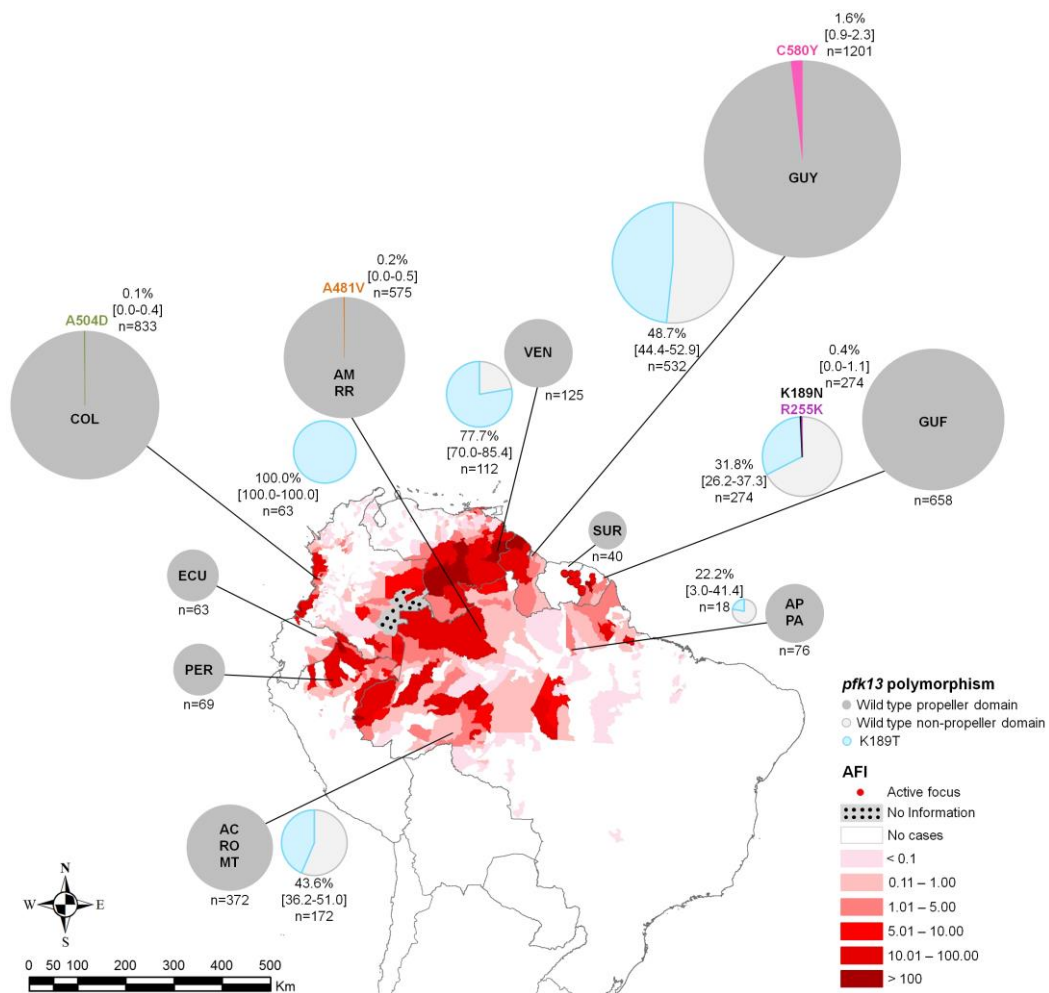 1.6%
C580Y
[0.9-2.3]
n=1201
GUY
48.7%
[44.4-52.9]
n=532
0.2%
A481V
[0.0-0.5]
n=575
AM
RR
0.1%
[0.0-0.4]
A504D
n=833
COL
VEN
n=125
77.7%
[70.0-85.4]
n=112
100.0%
[100.0-100.0]
n=63
0.4%
[0.0-1.1]
n=274
K189N
R255K
31.8%
[26.2-37.3]
n=274
GUF
n=658
SUR
n=40
ECU
n=63
22.2%
[3.0-41.4]
n=18
AP
PA
n=76
PER
n=69
AC
RO
MT
n=372
43.6%
[36.2-51.0]
n=172
pfk13 polymorphism
Wild type propeller domain
Wild type non-propeller domain
K189T
AFI
Active focus
No Information
No cases
< 0.1
0.11 – 1.00
1.01 – 5.00
5.01 – 10.00
10.01 – 100.00
> 100
N
W E
S
0 50 100 200 300 400 500
Km